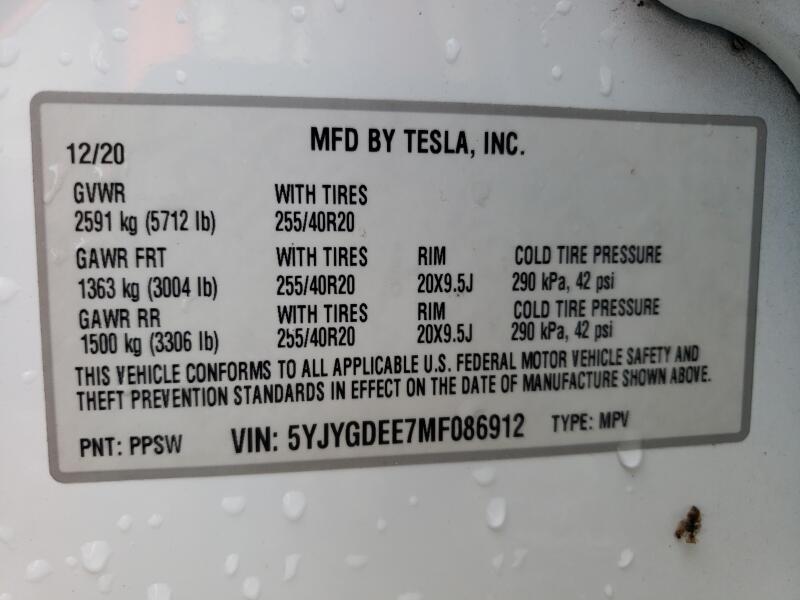 12/20 MFD BY TESLA, INC.
GVWR WITH TIRES
2591 kg (5712 lb) 255/40R20
GAWR FRT WITH TIRES RIM COLD TIRE PRESSURE
1363 kg (3004 lb) 255/40R20 20X9.5J 290 kPa, 42 psi
GAWR RR WITH TIRES RIM COLD TIRE PRESSURE
1500 kg (3306 lb) 255/40R20 20X9.5J 290 kPa, 42 psi
THIS VEHICLE CONFORMS TO ALL APPLICABLE U.S. FEDERAL MOTOR VEHICLE SAFETY AND
THEFT PREVENTION STANDARDS IN EFFECT ON THE DATE OF MANUFACTURE SHOWN ABOVE.
PNT: PPSW VIN: 5YJYGDEE7MF086912 TYPE: MPV